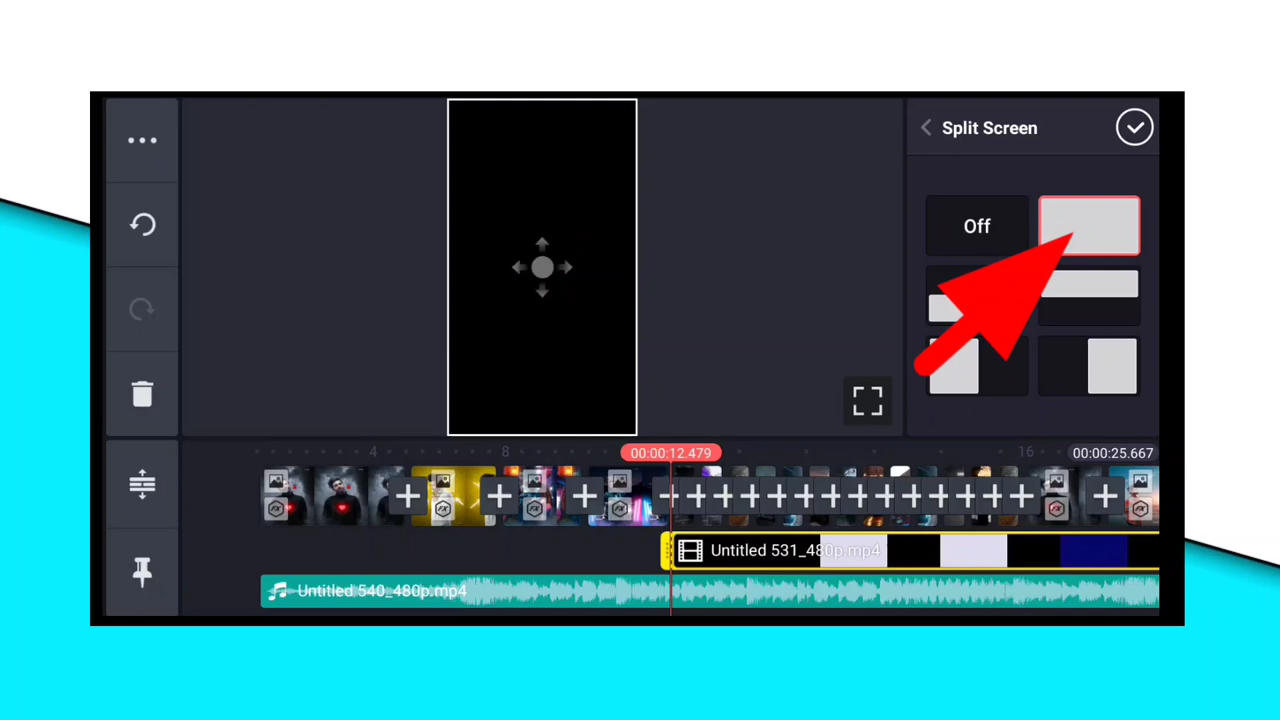 Split Screen
Off
4
8
00:00:12.479
16
00:00:25.667
Untitled 531_480p.mp4
Untitled 540_480p.mp4